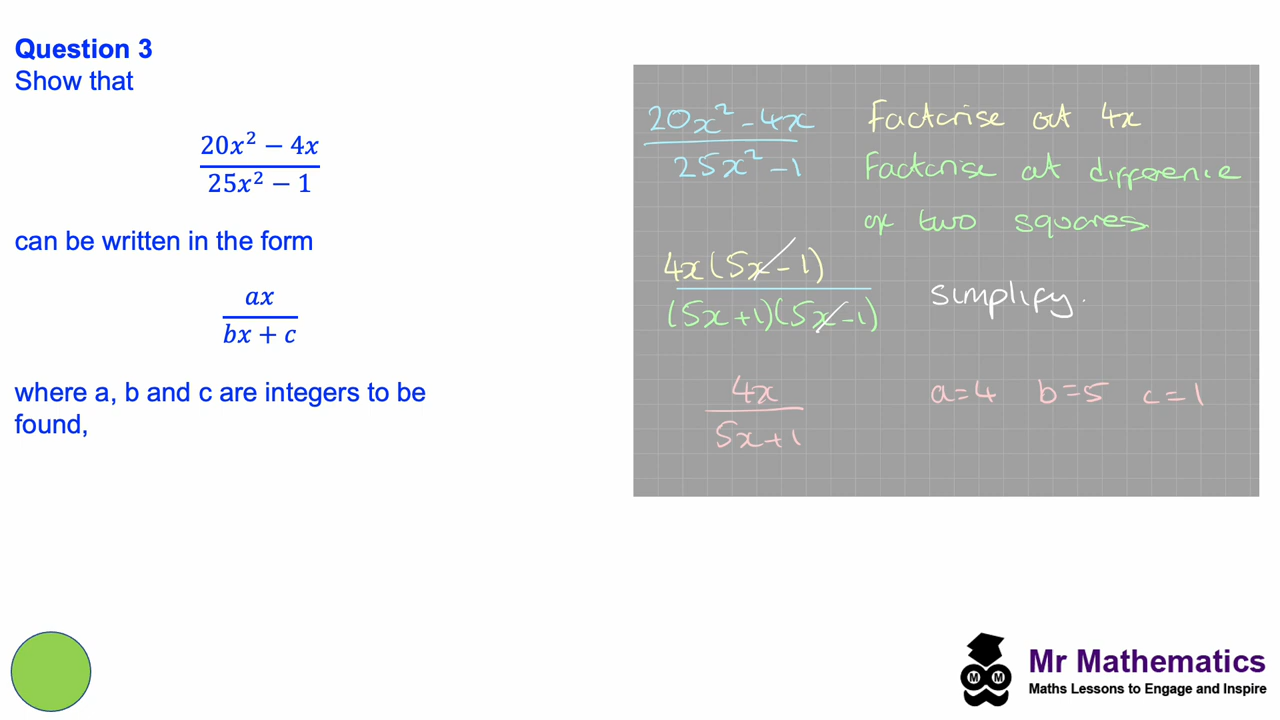 Question 3
Show that
20x² − 4x
25x² − 1
can be written in the form
ax
bx + c
where a, b and c are integers to be
found,
20x² - 4x Factorise out 4x
25x² - 1 Factorise at difference
of two squares
4x(5x - 1)
(5x + 1)(5x - 1) simplify.
4x a=4 b=5 c=1
5x+1
M M
Mr Mathematics
Maths Lessons to Engage and Inspire